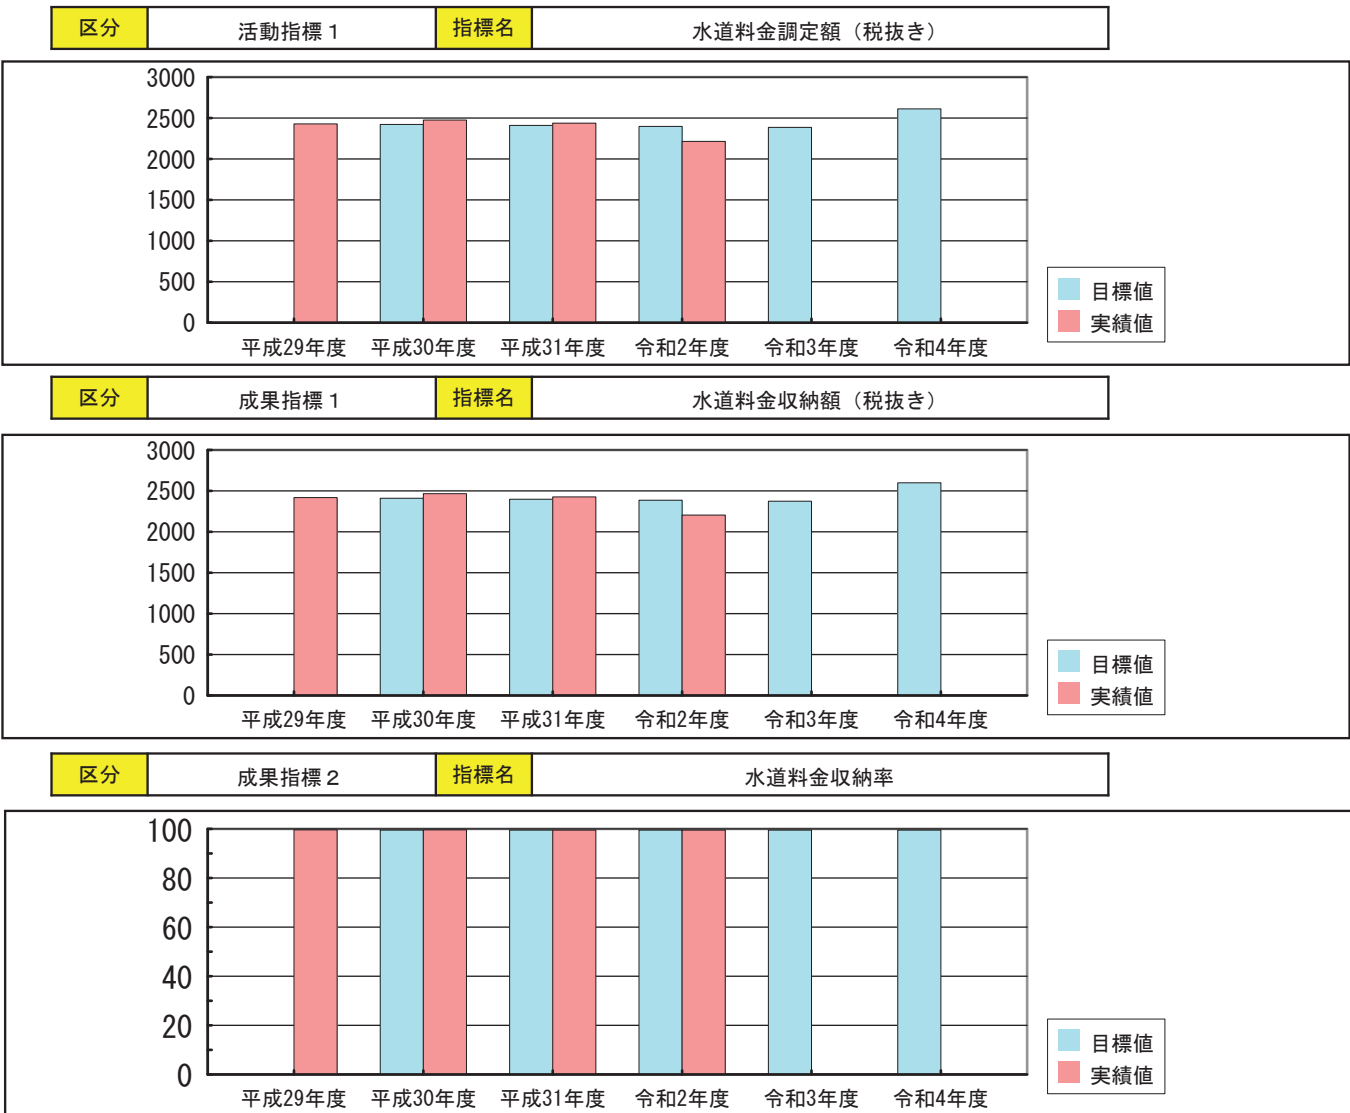 区分 活動指標１ 指標名 水道料金調定額（税抜き）
3000
2500
2000
1500
1000
500
0
平成29年度 平成30年度 平成31年度 令和2年度 令和3年度 令和4年度
目標値
実績値
区分 成果指標１ 指標名 水道料金収納額（税抜き）
3000
2500
2000
1500
1000
500
0
平成29年度 平成30年度 平成31年度 令和2年度 令和3年度 令和4年度
目標値
実績値
区分 成果指標２ 指標名 水道料金収納率
100
80
60
40
20
0
平成29年度 平成30年度 平成31年度 令和2年度 令和3年度 令和4年度
目標値
実績値